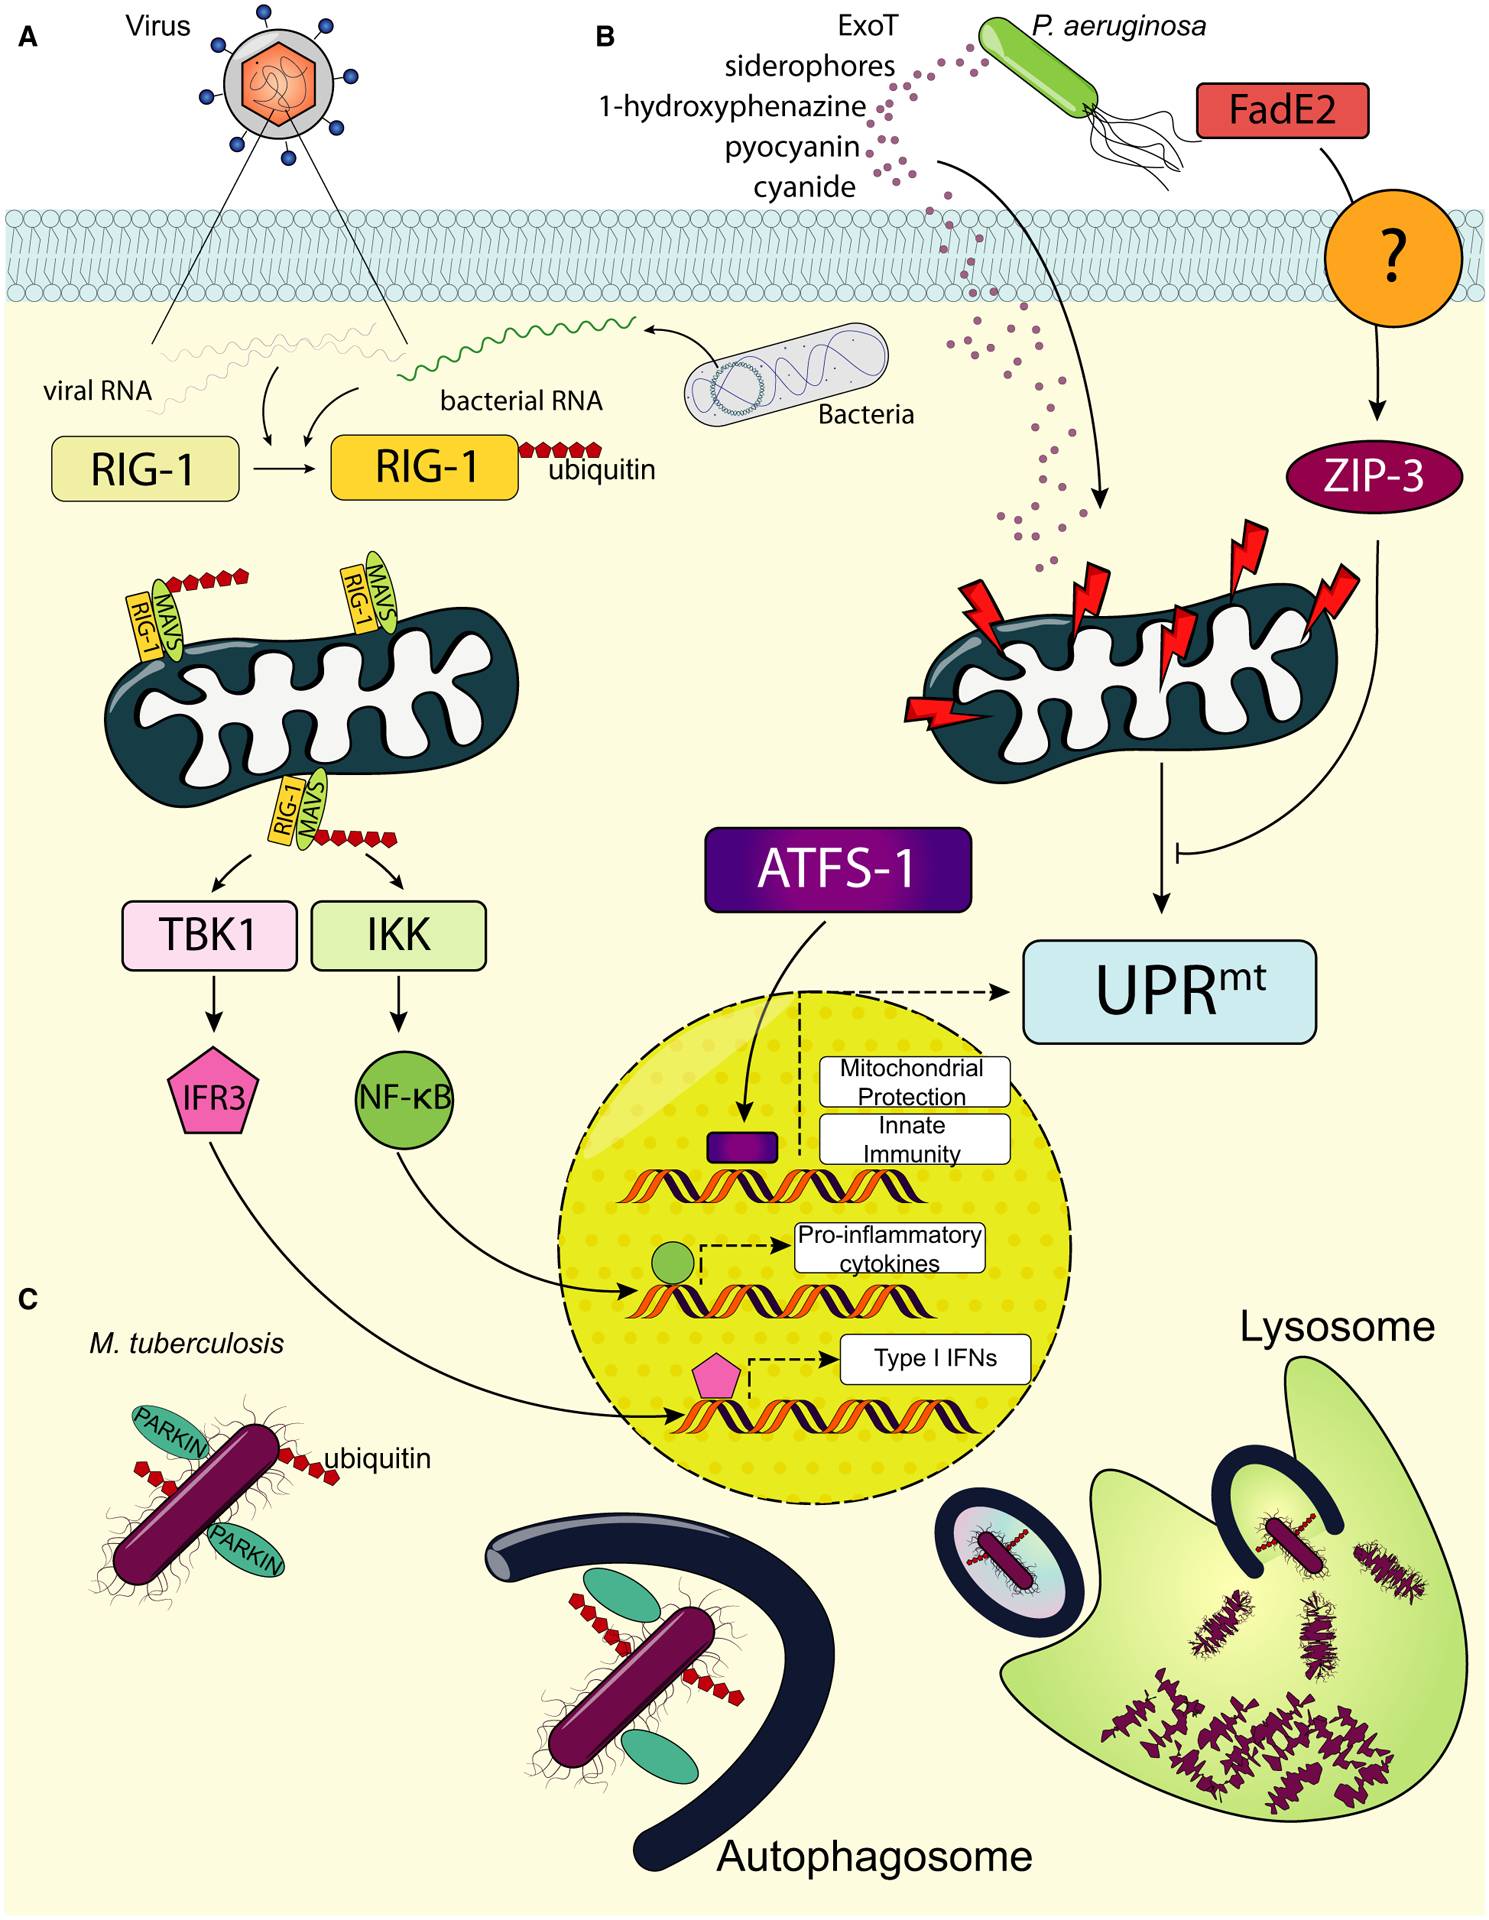 A
Virus
viral RNA
bacterial RNA
Bacteria
RIG-1
RIG-1
ubiquitin
RIG-1
MAVS
RIG-1
MAVS
RIG-1
MAVS
TBK1
IKK
IFR3
NF-κB
B
ExoT
siderophores
1-hydroxyphenazine
pyocyanin
cyanide
P. aeruginosa
FadE2
?
ZIP-3
ATFS-1
UPRmt
Mitochondrial
Protection
Innate
Immunity
Pro-inflammatory
cytokines
Type I IFNs
C
M. tuberculosis
PARKIN
ubiquitin
PARKIN
Autophagosome
Lysosome